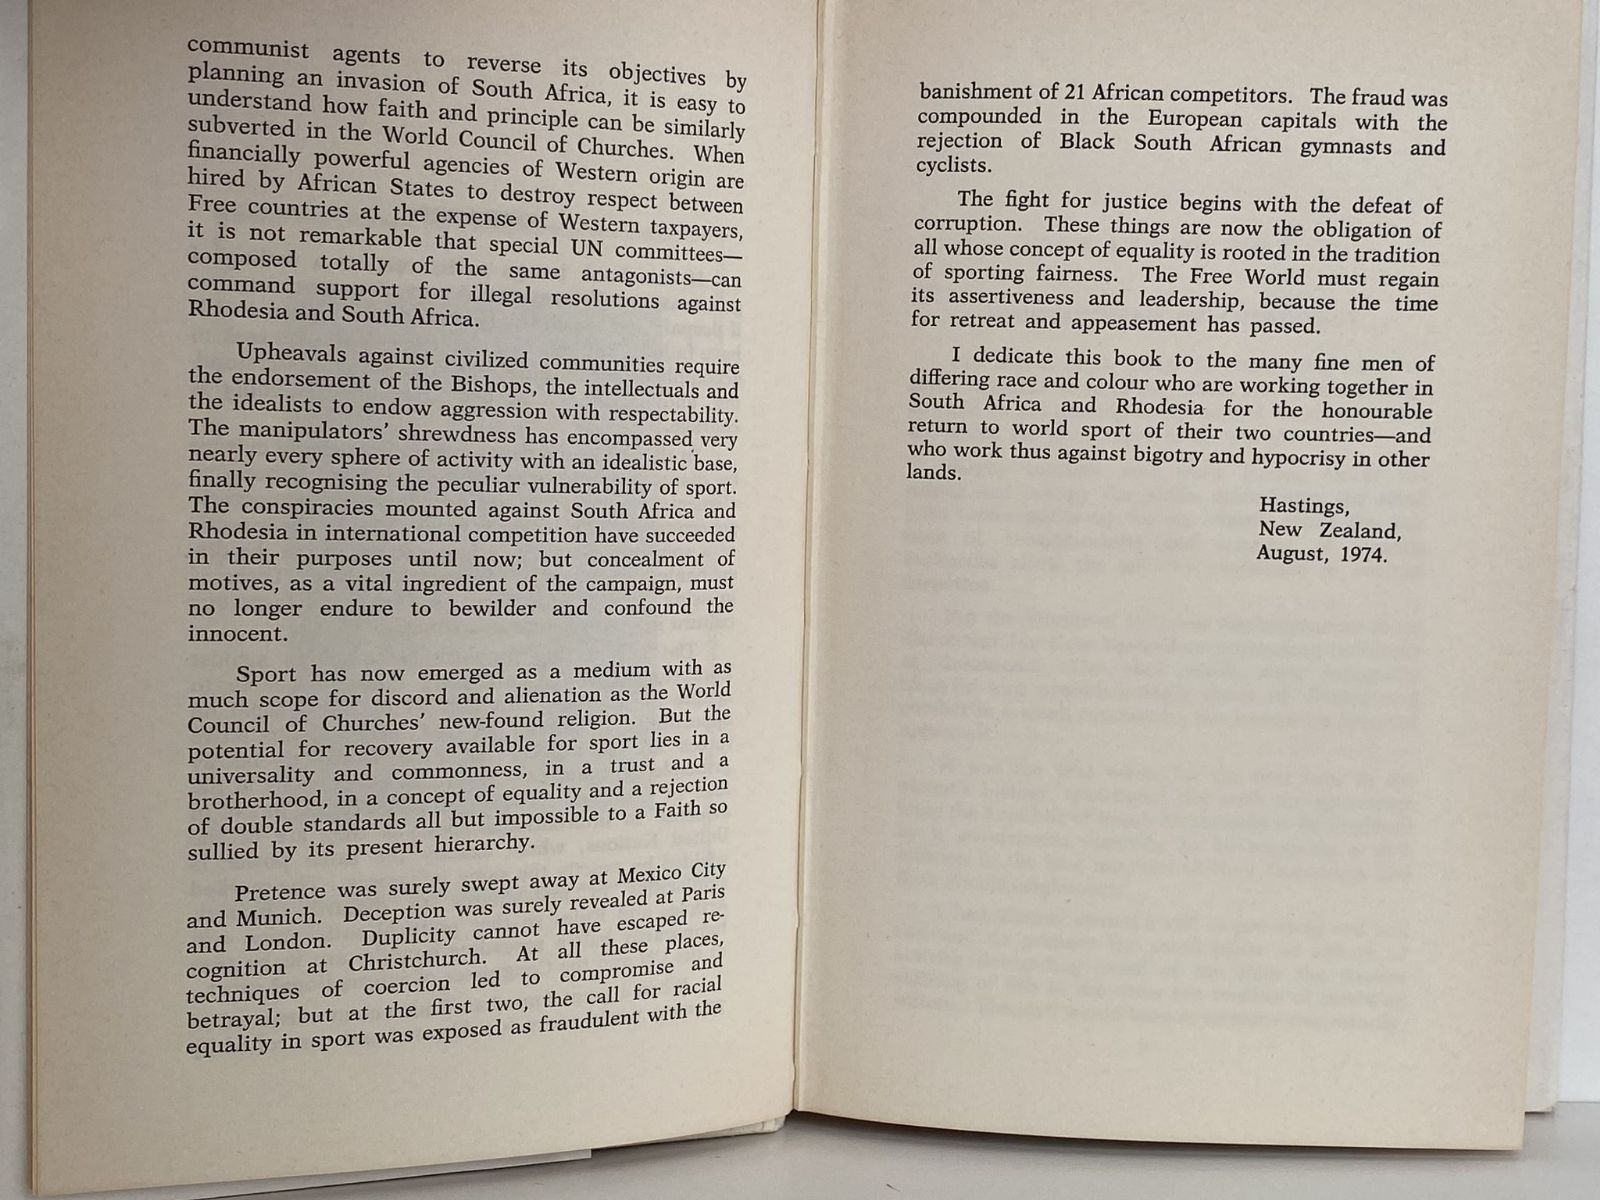 communist agents to reverse its objectives by
planning an invasion of South Africa, it is easy to
understand how faith and principle can be similarly
subverted in the World Council of Churches. When
financially powerful agencies of Western origin are
hired by African States to destroy respect between
Free countries at the expense of Western taxpayers,
it is not remarkable that special UN committees—
composed totally of the same antagonists—can
command support for illegal resolutions against
Rhodesia and South Africa.
Upheavals against civilized communities require
the endorsement of the Bishops, the intellectuals and
the idealists to endow aggression with respectability.
The manipulators' shrewdness has encompassed very
nearly every sphere of activity with an idealistic base,
finally recognising the peculiar vulnerability of sport.
The conspiracies mounted against South Africa and
Rhodesia in international competition have succeeded
in their purposes until now; but concealment of
motives, as a vital ingredient of the campaign, must
no longer endure to bewilder and confound the
innocent.
Sport has now emerged as a medium with as
much scope for discord and alienation as the World
Council of Churches' new-found religion. But the
potential for recovery available for sport lies in a
universality and commonness, in a trust and a
brotherhood, in a concept of equality and a rejection
of double standards all but impossible to a Faith so
sullied by its present hierarchy.
Pretence was surely swept away at Mexico City
and Munich. Deception was surely revealed at Paris
and London. Duplicity cannot have escaped re-
cognition at Christchurch. At all these places,
techniques of coercion led to compromise and
betrayal; but at the first two, the call for racial
equality in sport was exposed as fraudulent with the
banishment of 21 African competitors. The fraud was
compounded in the European capitals with the
rejection of Black South African gymnasts and
cyclists.
The fight for justice begins with the defeat of
corruption. These things are now the obligation of
all whose concept of equality is rooted in the tradition
of sporting fairness. The Free World must regain
its assertiveness and leadership, because the time
for retreat and appeasement has passed.
I dedicate this book to the many fine men of
differing race and colour who are working together in
South Africa and Rhodesia for the honourable
return to world sport of their two countries—and
who work thus against bigotry and hypocrisy in other
lands.
Hastings,
New Zealand,
August, 1974.